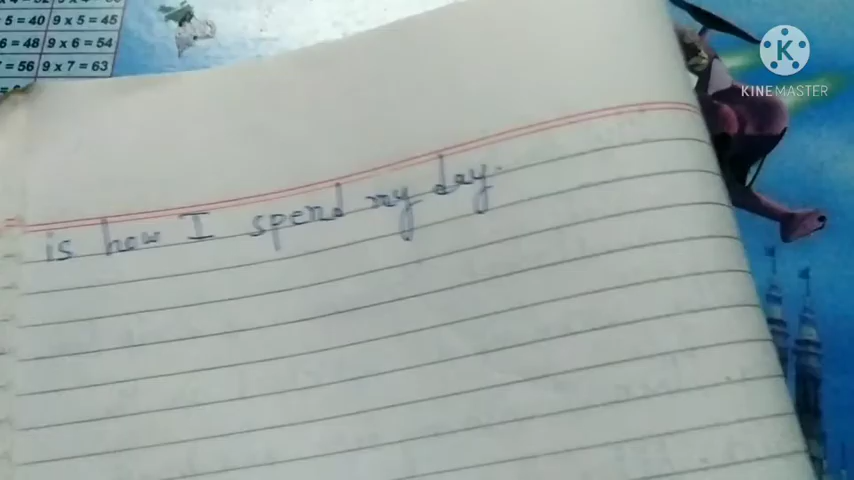 5 = 40 9 x 5 = 45
6 = 48 9 x 6 = 54
= 56 9 x 7 = 63
KINEMASTER
is how I spend my day.